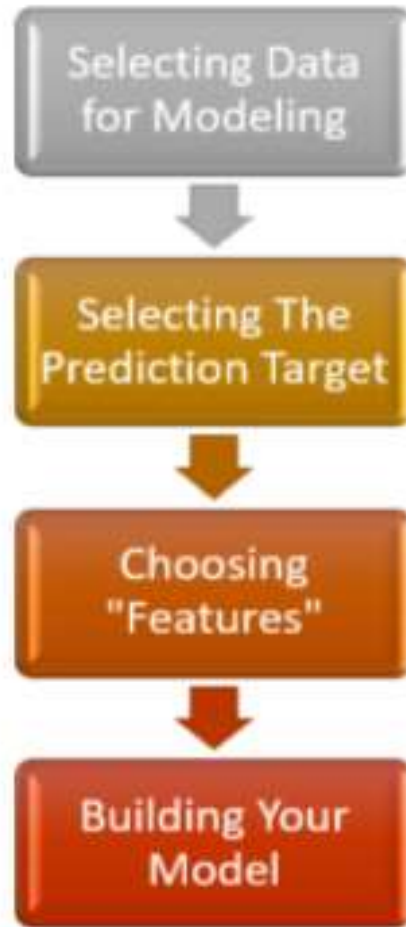 Selecting Data
for Modeling
Selecting The
Prediction Target
Choosing
"Features"
Building Your
Model